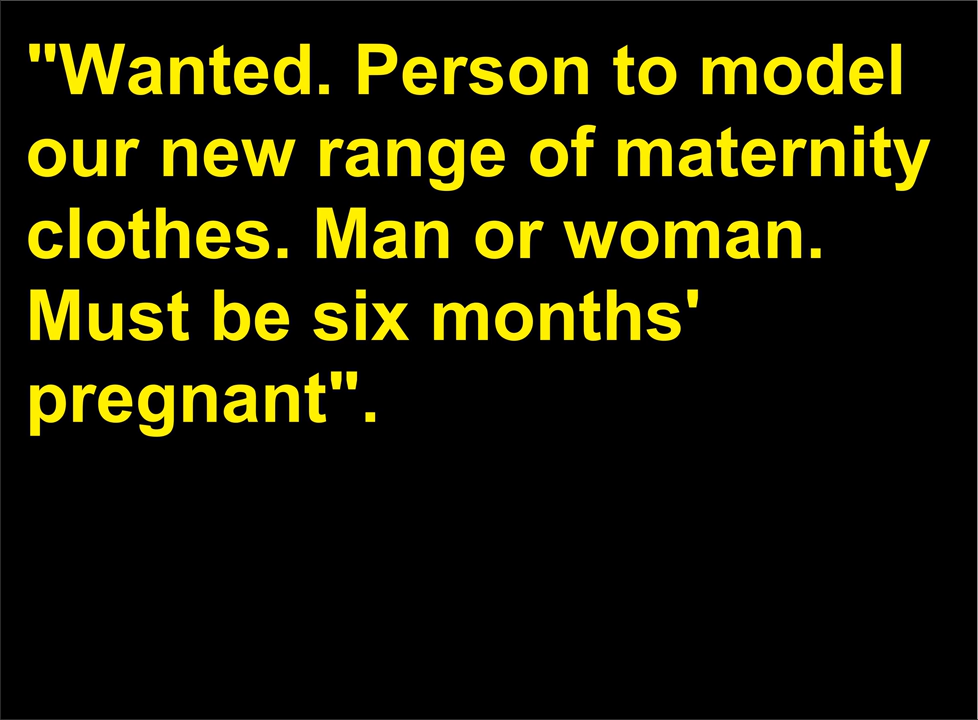 "Wanted. Person to model
our new range of maternity
clothes. Man or woman.
Must be six months'
pregnant".